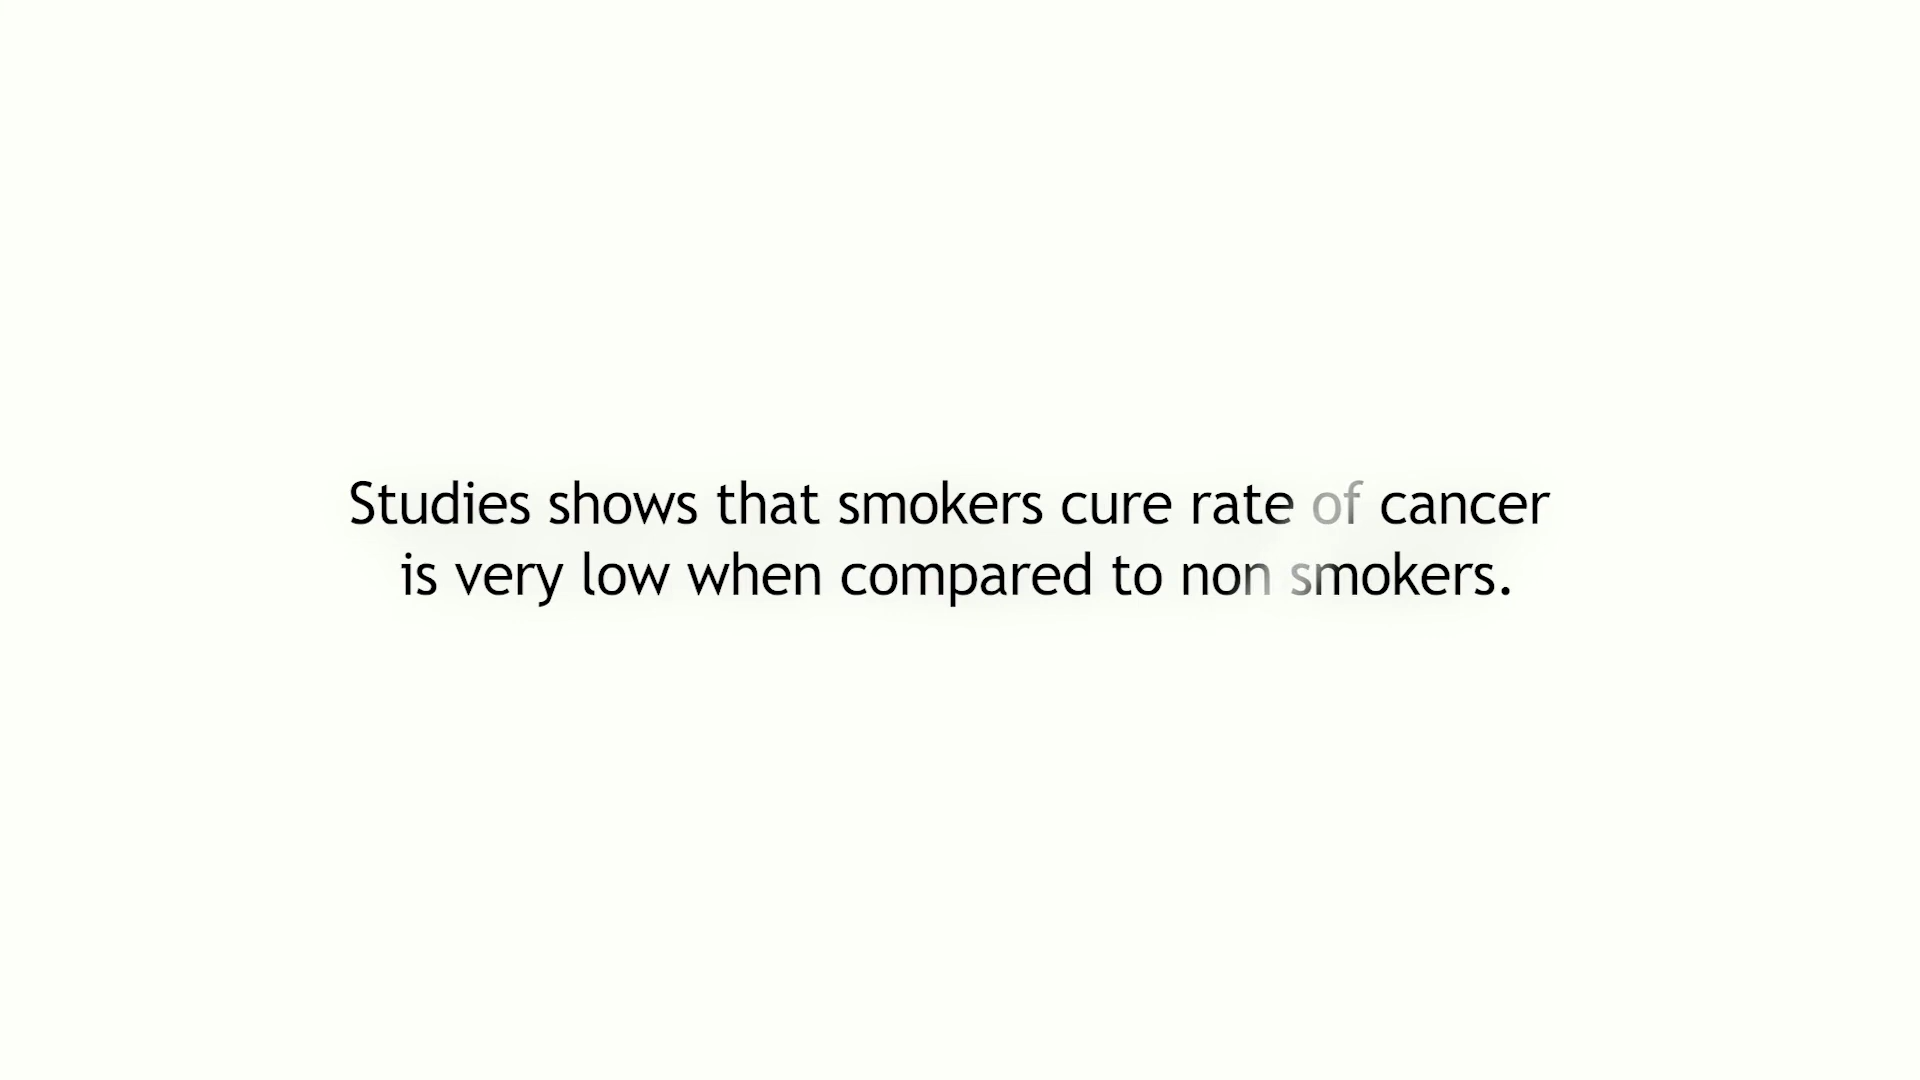 Studies shows that smokers cure rate of cancer
is very low when compared to non smokers.